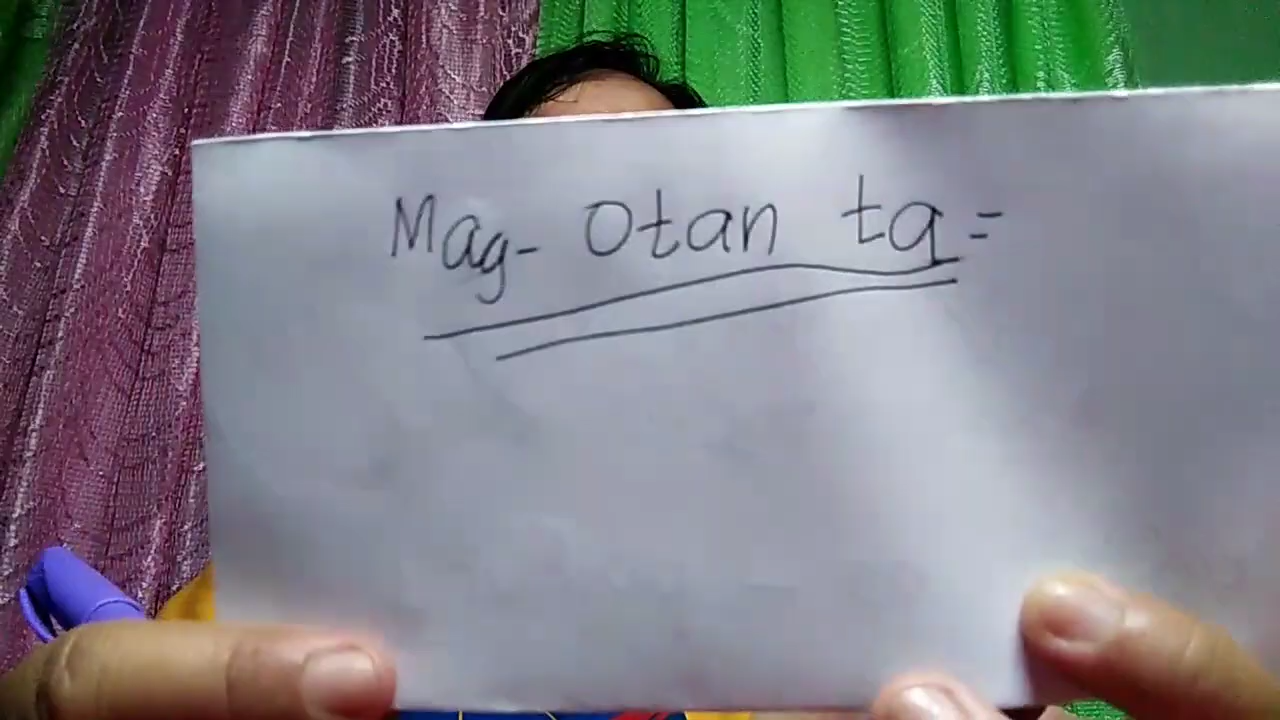 Mag- Otan ta =